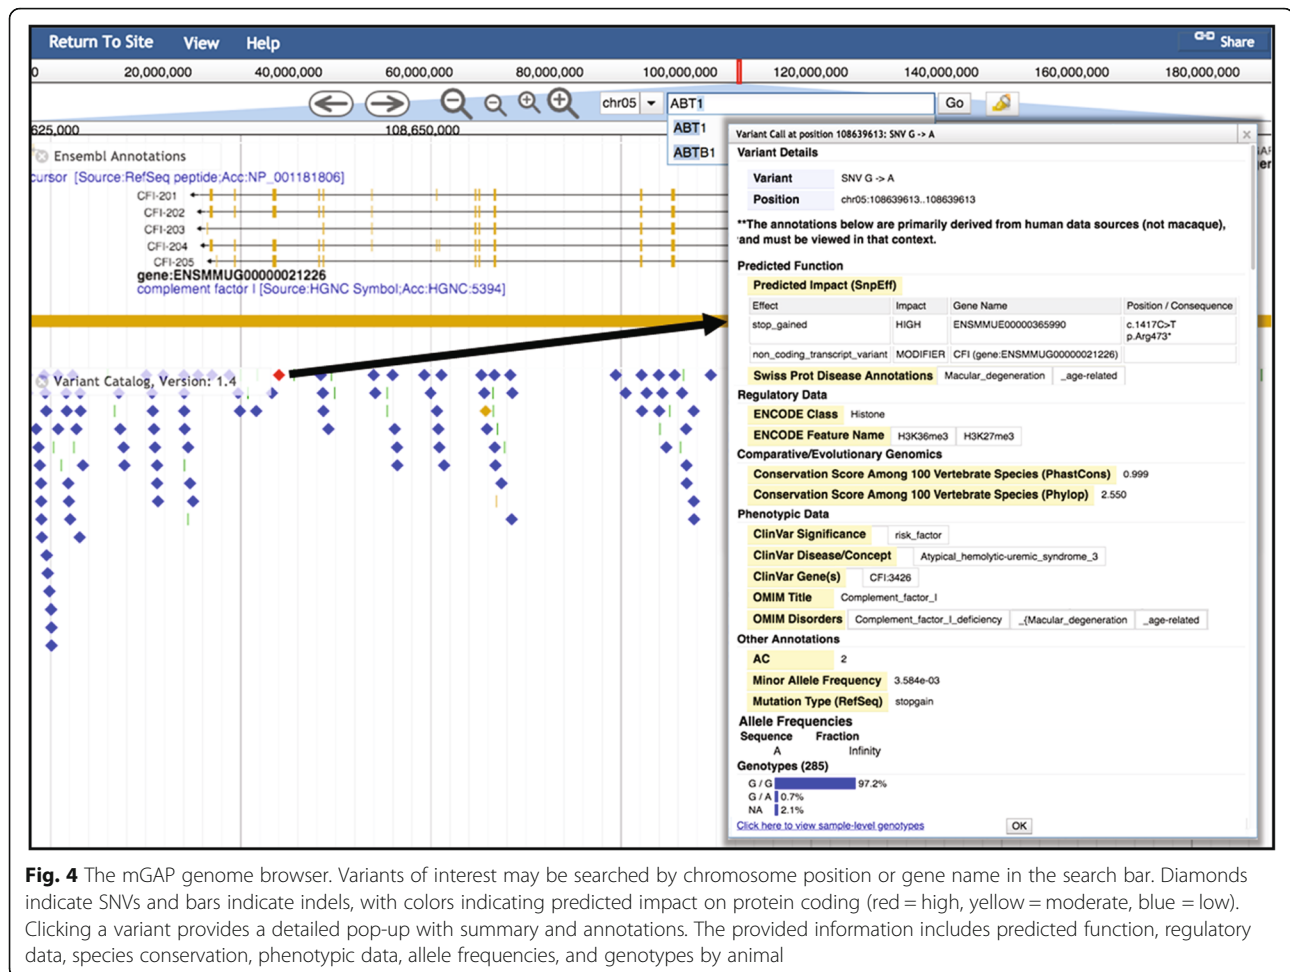 Return To Site View Help Share
0 20,000,000 40,000,000 60,000,000 80,000,000 100,000,000 120,000,000 140,000,000 160,000,000 180,000,000
chr05 ABT1 Go
625,000 108,650,000
ABT1
ABTB1
Ensembl Annotations
cursor [Source:RefSeq peptide;Acc:NP_001181806]
CFI-201
CFI-202
CFI-203
CFI-204
CFI-205
gene:ENSMMUG00000021226
complement factor I [Source:HGNC Symbol;Acc:HGNC:5394]
Variant Catalog, Version: 1.4
Variant Call at position 108639613: SNV G -> A
Variant Details
Variant SNV G -> A
Position chr05:108639613..108639613
**The annotations below are primarily derived from human data sources (not macaque),
and must be viewed in that context.
Predicted Function
Predicted Impact (SnpEff)
Effect Impact Gene Name Position / Consequence
stop_gained HIGH ENSMMUE00000365990 c.1417C>T
p.Arg473*
non_coding_transcript_variant MODIFIER CFI (gene:ENSMMUG00000021226)
Swiss Prot Disease Annotations Macular_degeneration _age-related
Regulatory Data
ENCODE Class Histone
ENCODE Feature Name H3K36me3 H3K27me3
Comparative/Evolutionary Genomics
Conservation Score Among 100 Vertebrate Species (PhastCons) 0.999
Conservation Score Among 100 Vertebrate Species (Phylop) 2.550
Phenotypic Data
ClinVar Significance risk_factor
ClinVar Disease/Concept Atypical_hemolytic-uremic_syndrome_3
ClinVar Gene(s) CFI:3426
OMIM Title Complement_factor_I
OMIM Disorders Complement_factor_I_deficiency _{Macular_degeneration _age-related
Other Annotations
AC 2
Minor Allele Frequency 3.584e-03
Mutation Type (RefSeq) stopgain
Allele Frequencies
Sequence Fraction
A Infinity
Genotypes (285)
G / G 97.2%
G / A 0.7%
NA 2.1%
Click here to view sample-level genotypes OK
Fig. 4 The mGAP genome browser. Variants of interest may be searched by chromosome position or gene name in the search bar. Diamonds
indicate SNVs and bars indicate indels, with colors indicating predicted impact on protein coding (red = high, yellow = moderate, blue = low).
Clicking a variant provides a detailed pop-up with summary and annotations. The provided information includes predicted function, regulatory
data, species conservation, phenotypic data, allele frequencies, and genotypes by animal